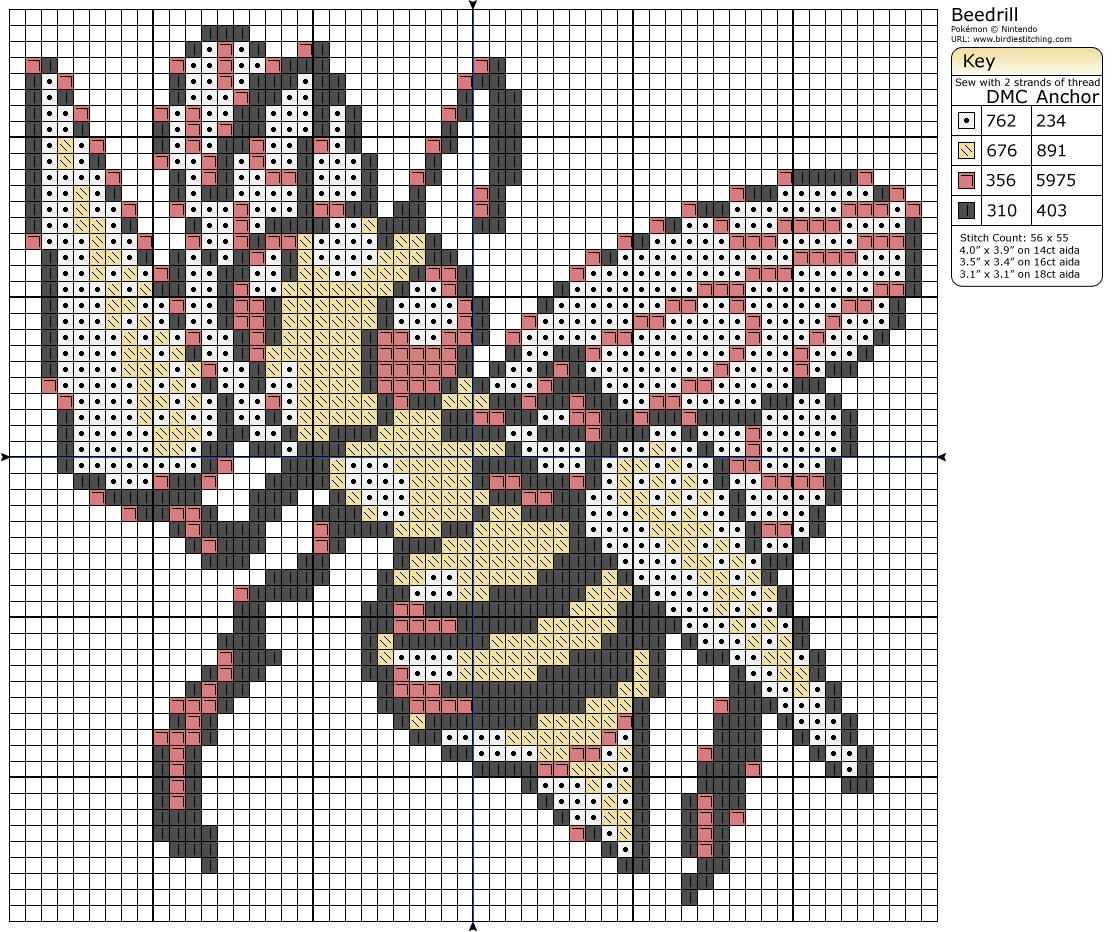 Beedrill
Pokémon © Nintendo
URL: www.birdiestitching.com
Key
Sew with 2 strands of thread
DMC Anchor
762 234
676 891
356 5975
310 403
Stitch Count: 56 x 55
4.0” x 3.9” on 14ct aida
3.5” x 3.4” on 16ct aida
3.1” x 3.1” on 18ct aida